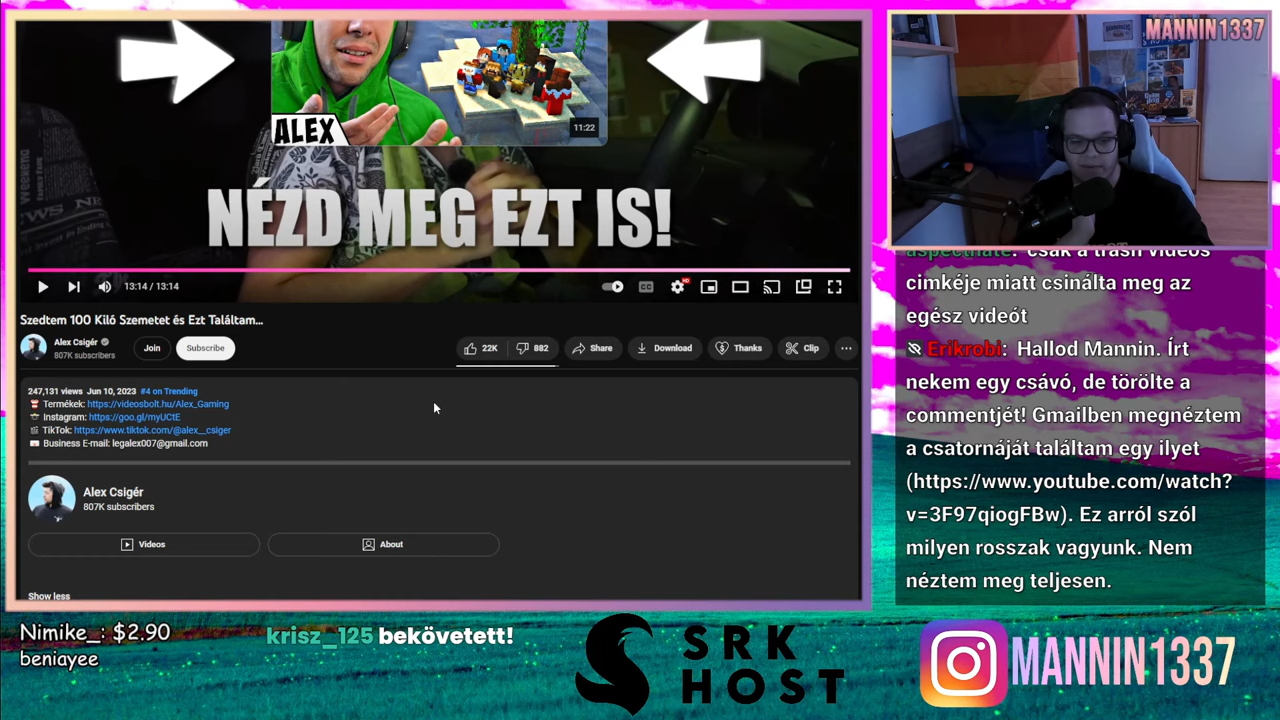 ALEX
11:22
NÉZD MEG EZT IS!
13:14 / 13:14
CC
HD
Szedtem 100 Kiló Szemetet és Ezt Találtam...
Alex Csigér
807K subscribers
Join
Subscribe
22K
882
Share
Download
Thanks
Clip
247,131 views Jun 10, 2023 #4 on Trending
Termékek: https://videosbolt.hu/Alex_Gaming
Instagram: https://goo.gl/myUCtE
TikTok: https://www.tiktok.com/@alex__csiger
Business E-mail: legalex007@gmail.com
Alex Csigér
807K subscribers
Videos
About
Show less
MANNIN1337
aspecthate: csak a trash videos
cimkéje miatt csinálta meg az
egész videót
Erikrobi: Hallod Mannin. Írt
nekem egy csávó, de törölte a
commentjét! Gmailben megnéztem
a csatornáját találtam egy ilyet
(https://www.youtube.com/watch?
v=3F97qiogFBw). Ez arról szól
milyen rosszak vagyunk. Nem
néztem meg teljesen.
Nimike_: $2.90
beniayee
krisz_125 bekövetett!
SRK
HOST
MANNIN1337